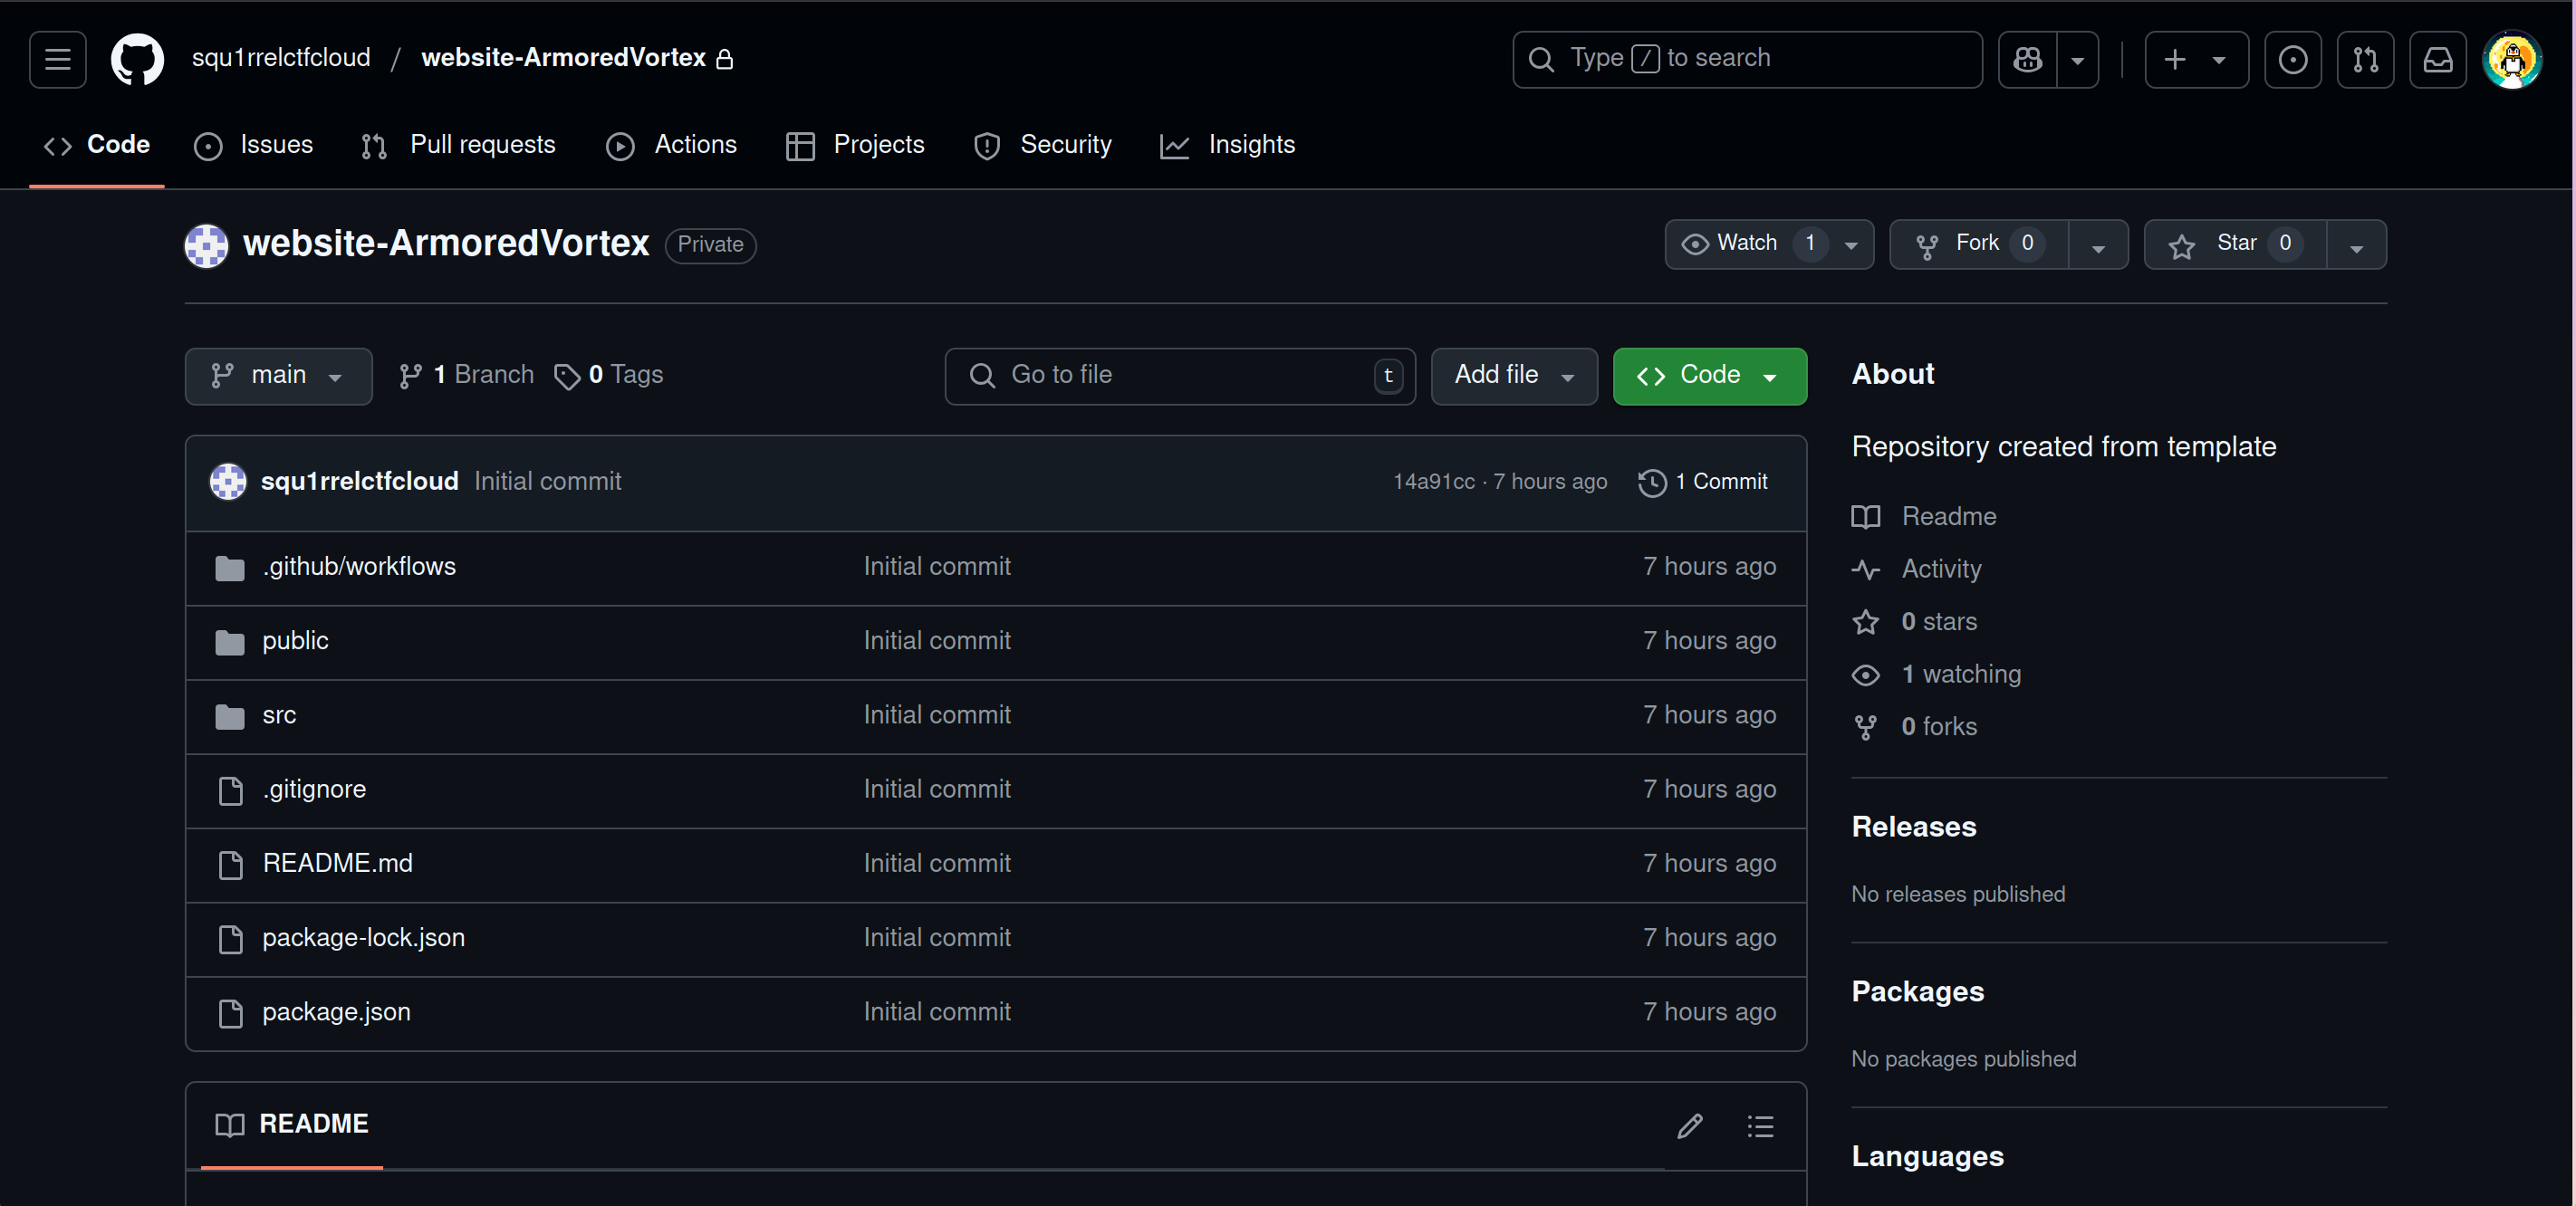 squ1rrelctfcloud / website-ArmoredVortex
Type / to search
Code Issues Pull requests Actions Projects Security Insights
website-ArmoredVortex Private
Watch 1 Fork 0 Star 0
main 1 Branch 0 Tags Go to file t Add file Code
squ1rrelctfcloud Initial commit 14a91cc · 7 hours ago 1 Commit
.github/workflows Initial commit 7 hours ago
public Initial commit 7 hours ago
src Initial commit 7 hours ago
.gitignore Initial commit 7 hours ago
README.md Initial commit 7 hours ago
package-lock.json Initial commit 7 hours ago
package.json Initial commit 7 hours ago
README
About
Repository created from template
Readme
Activity
0 stars
1 watching
0 forks
Releases
No releases published
Packages
No packages published
Languages